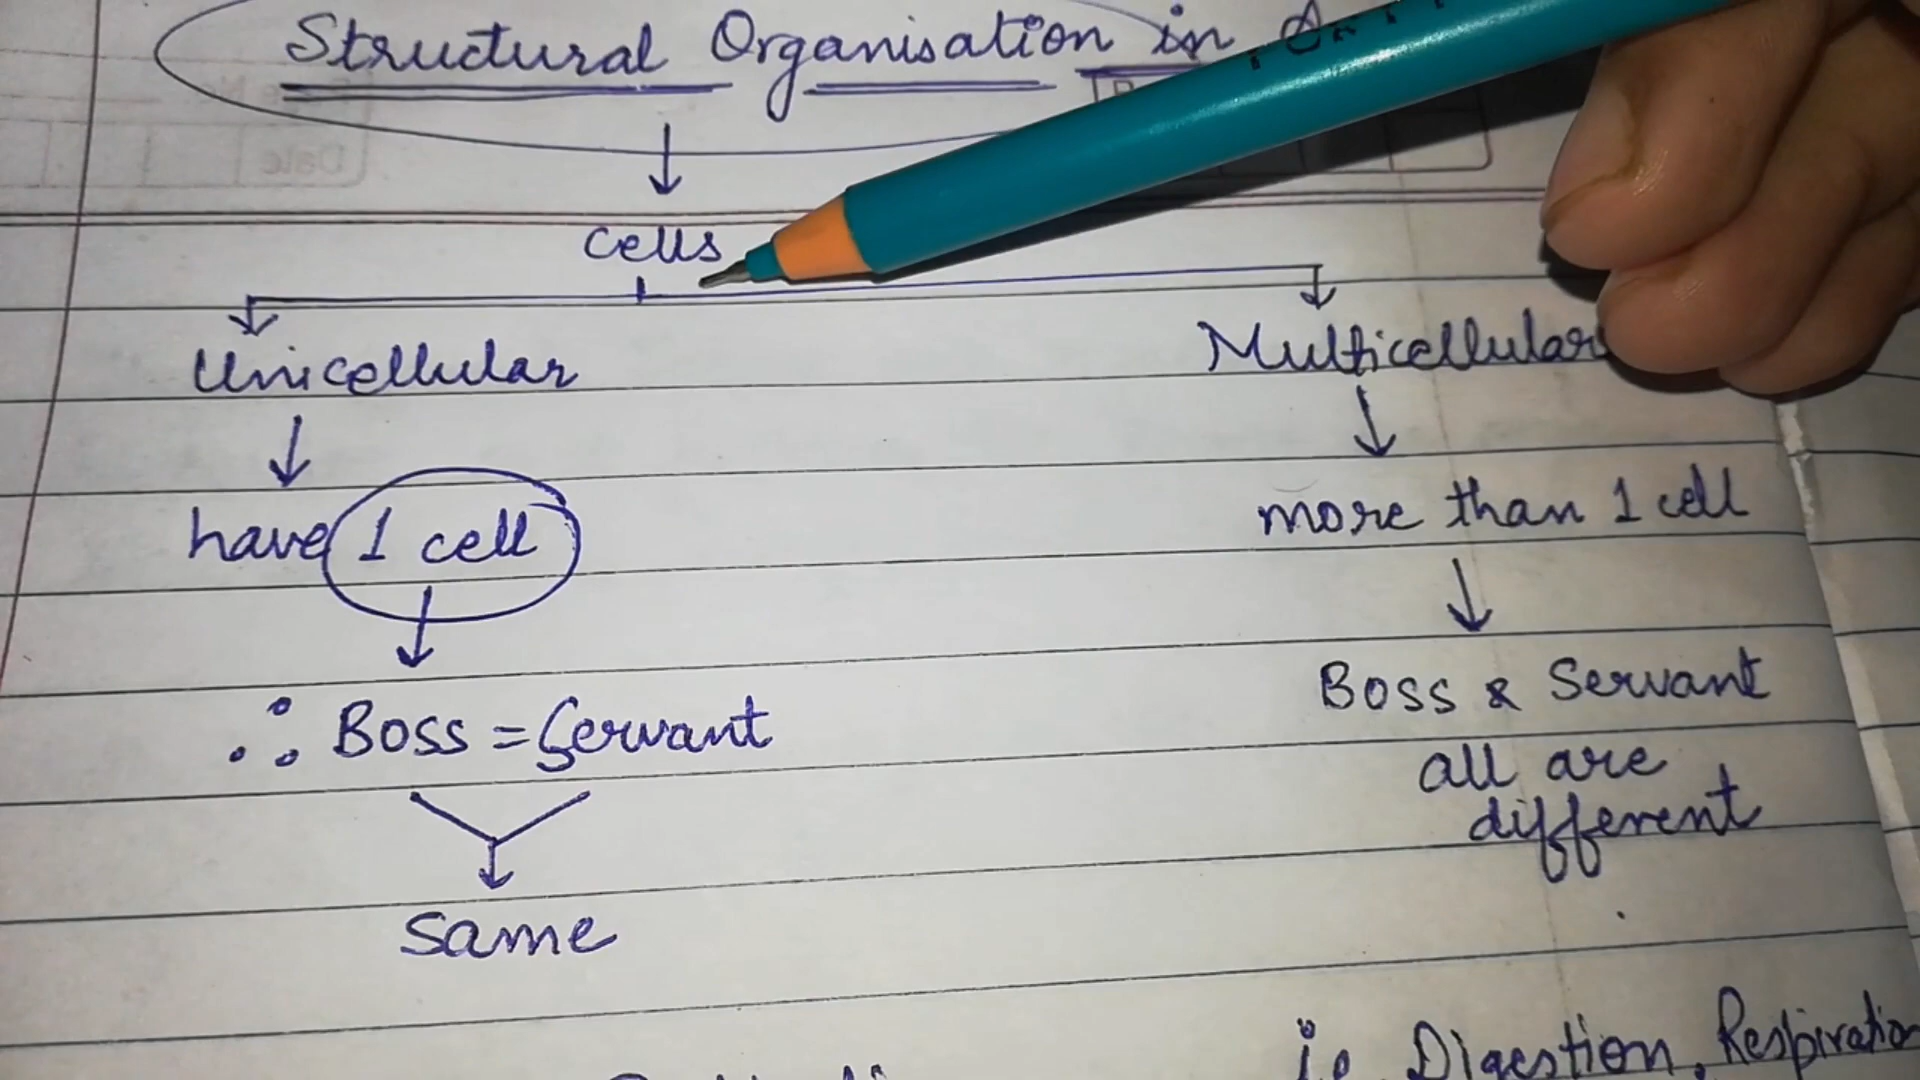 Structural Organisation in
cells
Unicellular
Multicellular
have 1 cell
more than 1 cell
∴ Boss = Servant
Boss & Servant
all are
different
Same
i.e. Digestion, Respiration
Date